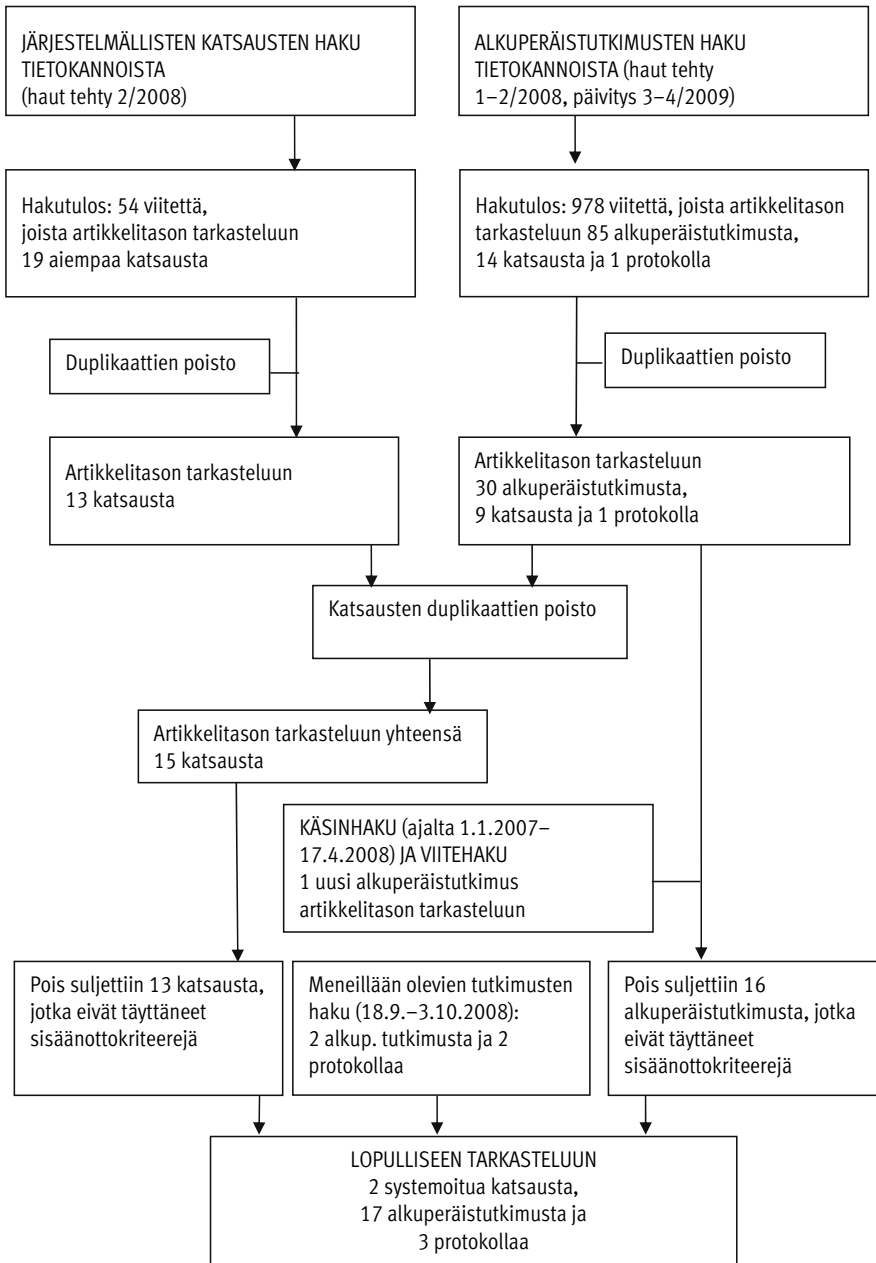 JÄRJESTELMÄLLISTEN KATSAUSTEN HAKU
TIETOKANNOISTA
(haut tehty 2/2008)
ALKUPERÄISTUTKIMUSTEN HAKU
TIETOKANNOISTA (haut tehty
1–2/2008, päivitys 3–4/2009)
Hakutulos: 54 viitettä,
joista artikkelitason tarkasteluun
19 aiempaa katsausta
Hakutulos: 978 viitettä, joista artikkelitason
tarkasteluun 85 alkuperäistutkimusta,
14 katsausta ja 1 protokolla
Duplikaattien poisto
Duplikaattien poisto
Artikkelitason tarkasteluun
13 katsausta
Artikkelitason tarkasteluun
30 alkuperäistutkimusta,
9 katsausta ja 1 protokolla
Katsausten duplikaattien poisto
Artikkelitason tarkasteluun yhteensä
15 katsausta
KÄSINHAKU (ajalta 1.1.2007–
17.4.2008) JA VIITEHAKU
1 uusi alkuperäistutkimus
artikkelitason tarkasteluun
Pois suljettiin 13 katsausta,
jotka eivät täyttäneet
sisäänottokriteerejä
Meneillään olevien tutkimusten
haku (18.9.–3.10.2008):
2 alkup. tutkimusta ja 2
protokollaa
Pois suljettiin 16
alkuperäistutkimusta, jotka
eivät täyttäneet
sisäänottokriteerejä
LOPULLISEEN TARKASTELUUN
2 systemoitua katsausta,
17 alkuperäistutkimusta ja
3 protokollaa